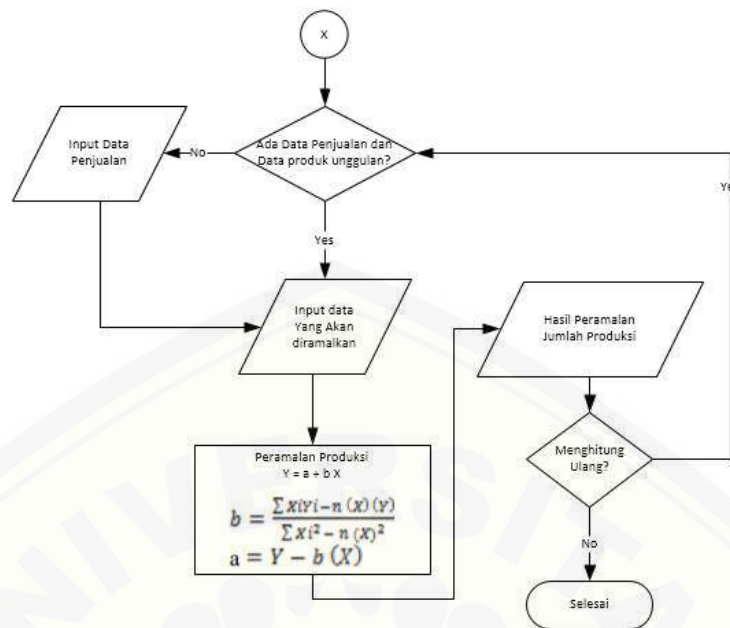 X
Ada Data Penjualan dan
Data produk unggulan?
No
Input Data
Penjualan
Yes
Input data
Yang Akan
diramalkan
Peramalan Produksi
Y = a + b X
b = ∑ XiYi − n (X) (Y) / ∑ Xi² − n (X)²
a = Y − b (X)
Hasil Peramalan
Jumlah Produksi
Menghitung
Ulang?
Ye
No
Selesai
UNIVERSITA